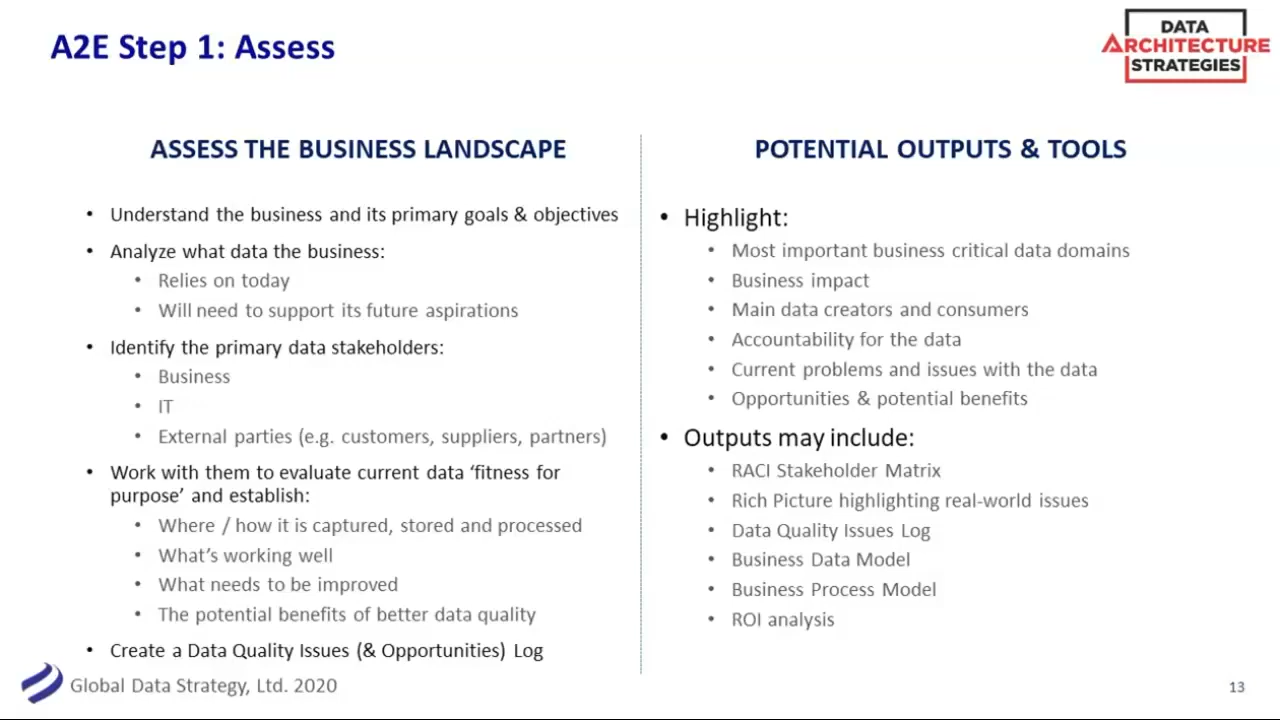 A2E Step 1: Assess
DATA
ARCHITECTURE
STRATEGIES
ASSESS THE BUSINESS LANDSCAPE
• Understand the business and its primary goals & objectives
• Analyze what data the business:
• Relies on today
• Will need to support its future aspirations
• Identify the primary data stakeholders:
• Business
• IT
• External parties (e.g. customers, suppliers, partners)
• Work with them to evaluate current data ‘fitness for
purpose’ and establish:
• Where / how it is captured, stored and processed
• What’s working well
• What needs to be improved
• The potential benefits of better data quality
• Create a Data Quality Issues (& Opportunities) Log
POTENTIAL OUTPUTS & TOOLS
• Highlight:
• Most important business critical data domains
• Business impact
• Main data creators and consumers
• Accountability for the data
• Current problems and issues with the data
• Opportunities & potential benefits
• Outputs may include:
• RACI Stakeholder Matrix
• Rich Picture highlighting real-world issues
• Data Quality Issues Log
• Business Data Model
• Business Process Model
• ROI analysis
Global Data Strategy, Ltd. 2020
13